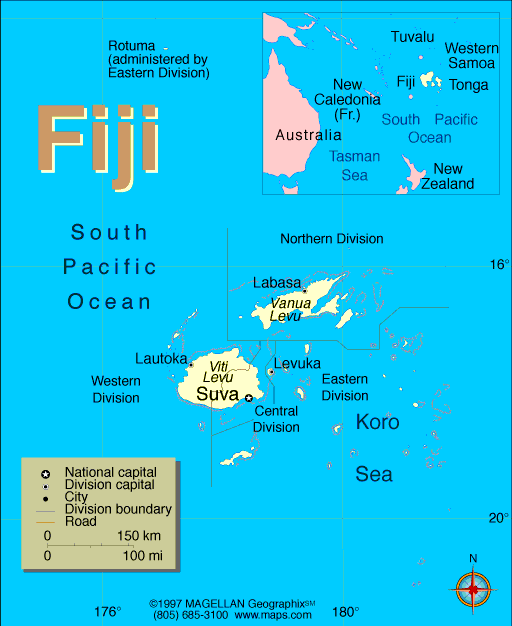 Rotuma
(administered by
Eastern Division)
Fiji
Tuvalu
Western
Samoa
Fiji
Tonga
New
Caledonia
(Fr.)
South Pacific
Ocean
Australia
Tasman
Sea
New
Zealand
South
Pacific
Ocean
Northern Division
16°
Labasa
Vanua
Levu
Lautoka
Viti
Levu
Levuka
Suva
Western
Division
Eastern
Division
Central
Division
Koro
Sea
National capital
Division capital
City
Division boundary
Road
0 150 km
0 100 mi
20°
N
176°
180°
©1997 MAGELLAN Geographix℠
(805) 685-3100 www.maps.com